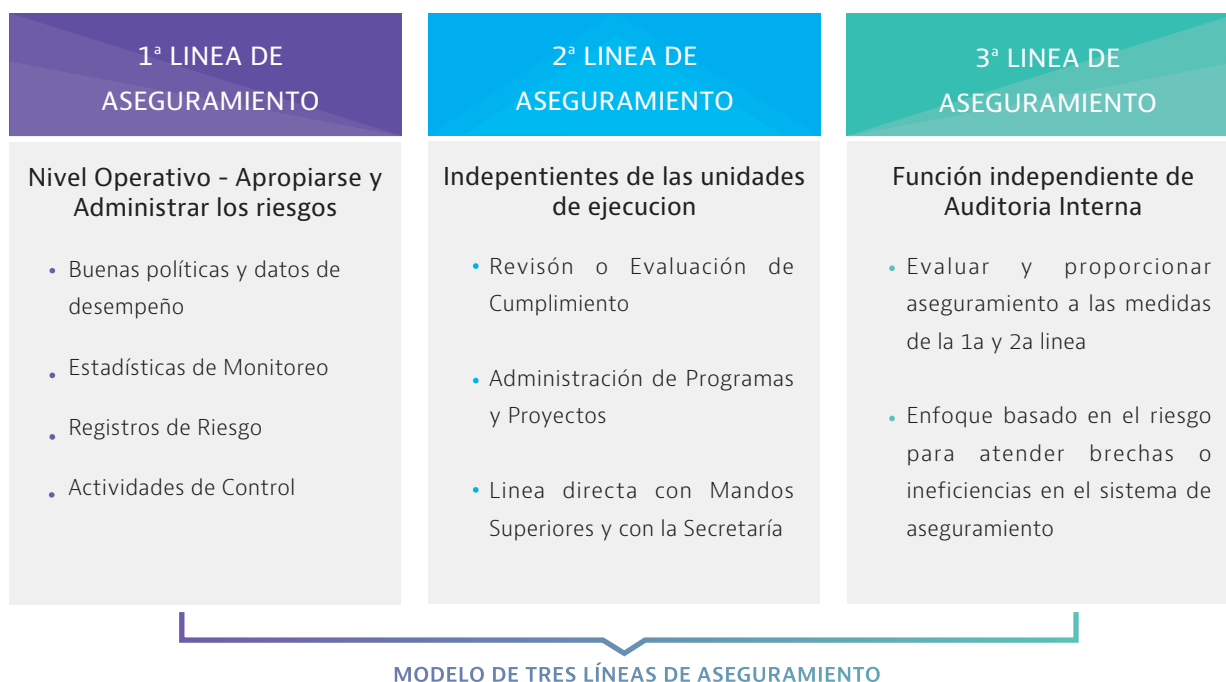 1ª LINEA DE
ASEGURAMIENTO
Nivel Operativo - Apropiarse y
Administrar los riesgos
• Buenas políticas y datos de
desempeño
• Estadísticas de Monitoreo
• Registros de Riesgo
• Actividades de Control
2ª LINEA DE
ASEGURAMIENTO
Indepentientes de las unidades
de ejecucion
• Revisón o Evaluación de
Cumplimiento
• Administración de Programas
y Proyectos
• Linea directa con Mandos
Superiores y con la Secretaría
3ª LINEA DE
ASEGURAMIENTO
Función independiente de
Auditoria Interna
• Evaluar y proporcionar
aseguramiento a las medidas
de la 1a y 2a linea
• Enfoque basado en el riesgo
para atender brechas o
ineficiencias en el sistema de
aseguramiento
MODELO DE TRES LÍNEAS DE ASEGURAMIENTO